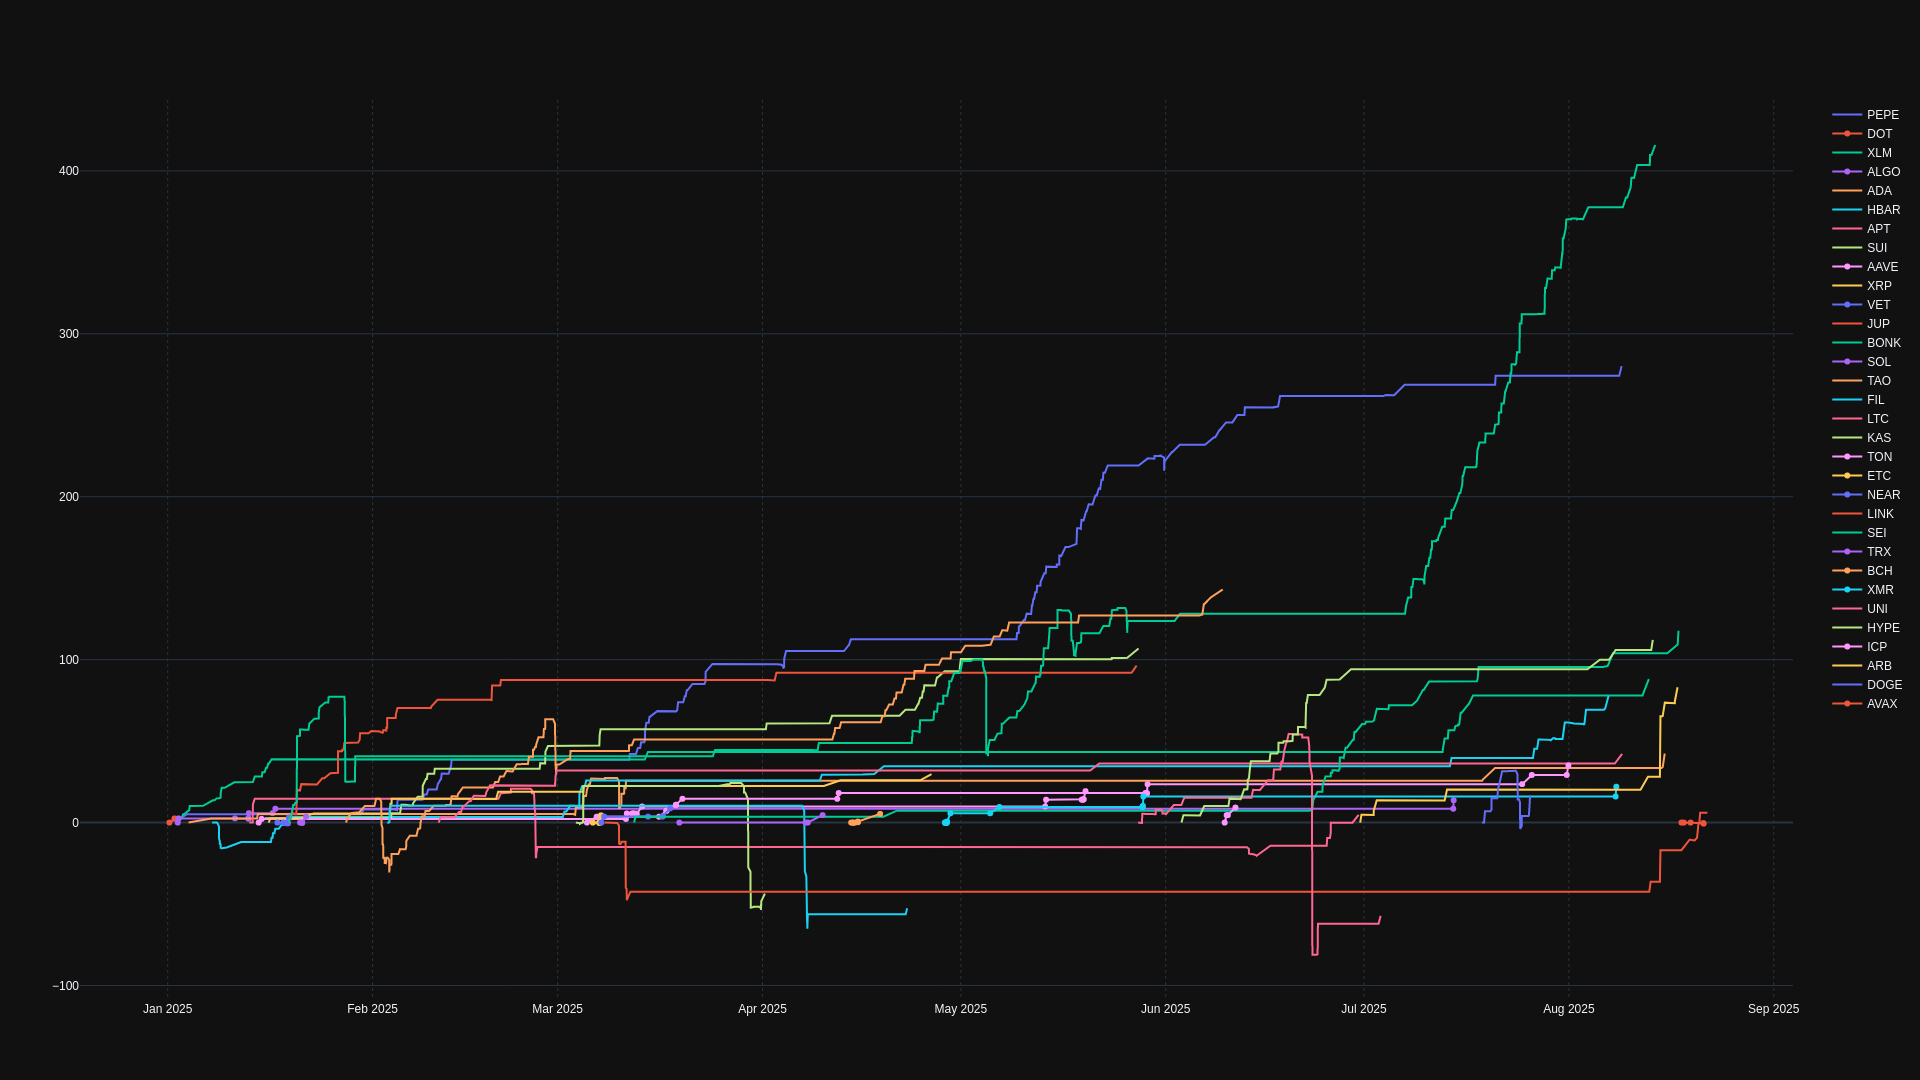 400
300
200
100
0
−100
Jan 2025
Feb 2025
Mar 2025
Apr 2025
May 2025
Jun 2025
Jul 2025
Aug 2025
Sep 2025
PEPE
DOT
XLM
ALGO
ADA
HBAR
APT
SUI
AAVE
XRP
VET
JUP
BONK
SOL
TAO
FIL
LTC
KAS
TON
ETC
NEAR
LINK
SEI
TRX
BCH
XMR
UNI
HYPE
ICP
ARB
DOGE
AVAX